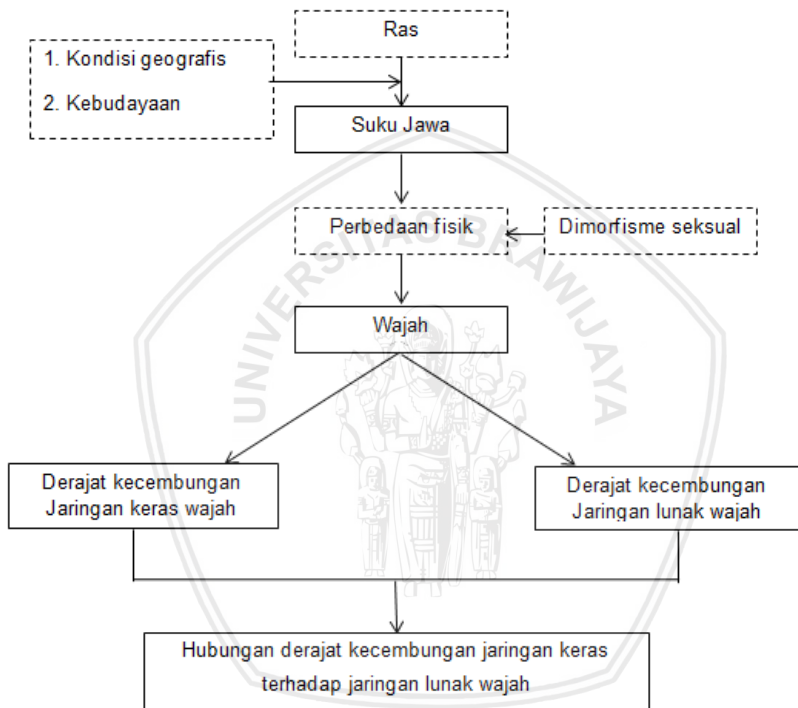 Ras
1. Kondisi geografis
2. Kebudayaan
Suku Jawa
Perbedaan fisik
Dimorfisme seksual
UNIVERSITAS BRAWIJAYA
Wajah
Derajat kecembungan
Jaringan keras wajah
Derajat kecembungan
Jaringan lunak wajah
Hubungan derajat kecembungan jaringan keras
terhadap jaringan lunak wajah